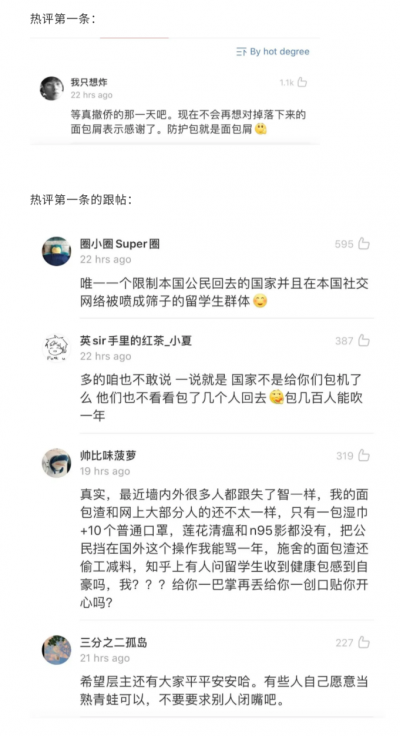 热评第一条：
By hot degree
我只想炸
1.1k
22 hrs ago
等真撤侨的那一天吧。现在不会再想对掉落下来的
面包屑表示感谢了。防护包就是面包屑
热评第一条的跟帖：
圈小圈Super圈
595
22 hrs ago
唯一一个限制本国公民回去的国家并且在本国社交
网络被喷成筛子的留学生群体
英sir手里的红茶_小夏
387
22 hrs ago
多的咱也不敢说 一说就是 国家不是给你们包机了
么 他们也不看看包了几个人回去 包几百人能吹
一年
帅比味菠萝
319
19 hrs ago
真实，最近墙内外很多人都跟失了智一样，我的面
包渣和网上大部分人的还不太一样，只有一包湿巾
+10个普通口罩，莲花清瘟和n95影都没有，把公
民挡在国外这个操作我能骂一年，施舍的面包渣还
偷工减料，知乎上有人问留学生收到健康包感到自
豪吗，我？？？给你一巴掌再丢给你一创口贴你开
心吗？
三分之二孤岛
227
21 hrs ago
希望层主还有大家平平安安哈。有些人自己愿意当
熟青蛙可以，不要要求别人闭嘴吧。